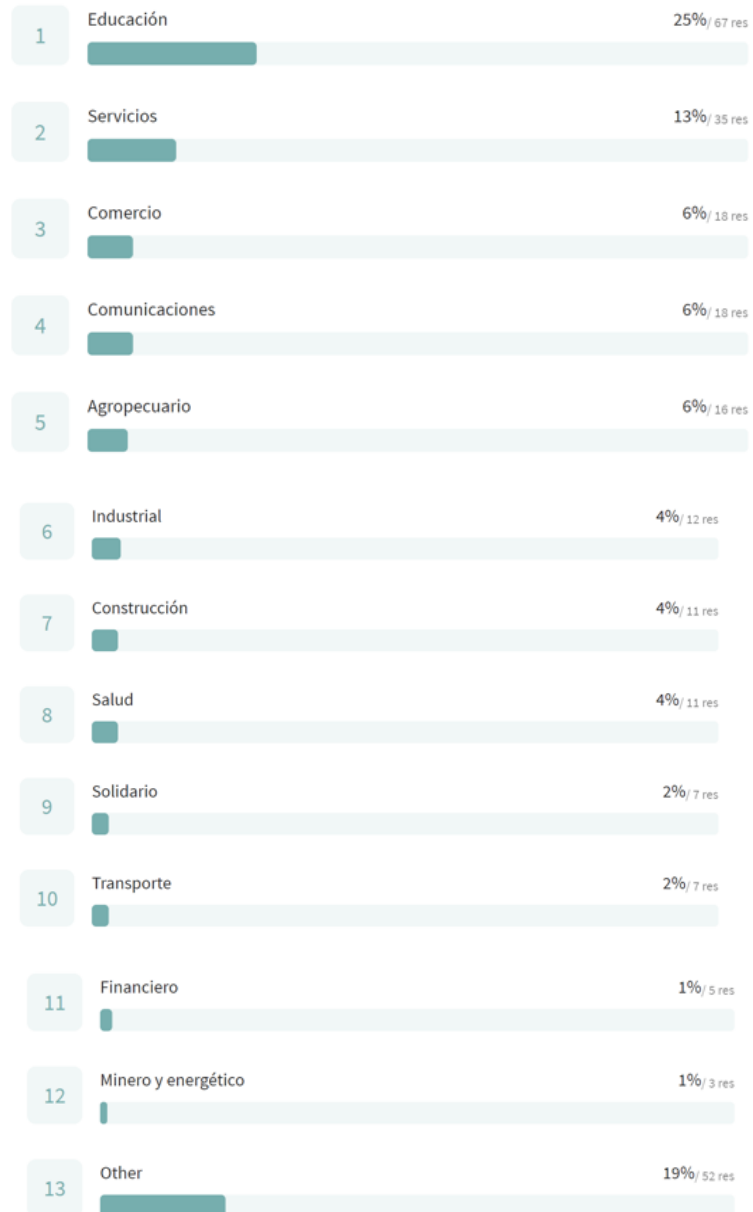 1
Educación 25%/ 67 res
2
Servicios 13%/ 35 res
3
Comercio 6%/ 18 res
4
Comunicaciones 6%/ 18 res
5
Agropecuario 6%/ 16 res
6
Industrial 4%/ 12 res
7
Construcción 4%/ 11 res
8
Salud 4%/ 11 res
9
Solidario 2%/ 7 res
10
Transporte 2%/ 7 res
11
Financiero 1%/ 5 res
12
Minero y energético 1%/ 3 res
13
Other 19%/ 52 res